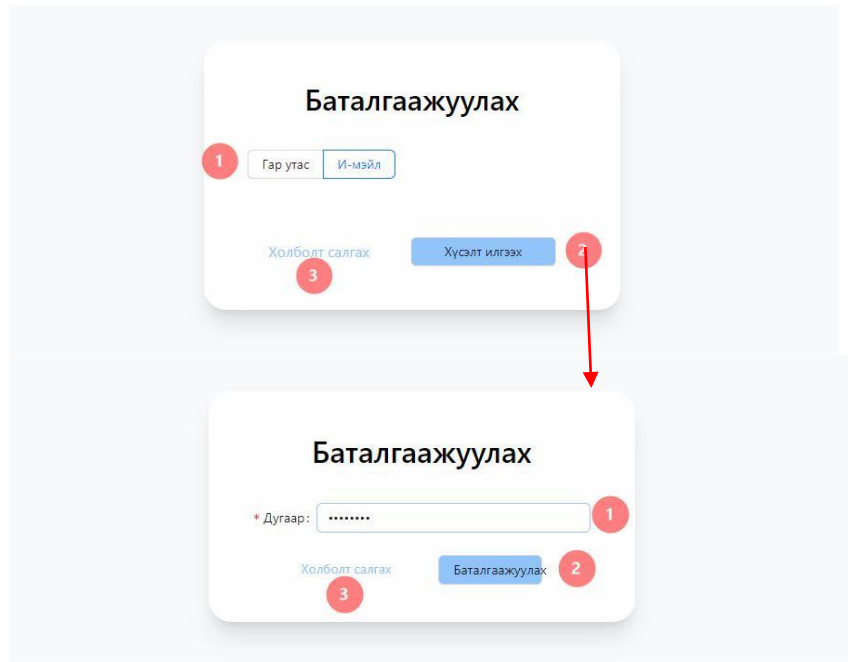 Баталгаажуулах
1 Гар утас И-мэйл
Холболт салгах Хүсэлт илгээх 2
3
Баталгаажуулах
* Дугаар: •••••••• 1
Холболт салгах Баталгаажуулах 2
3